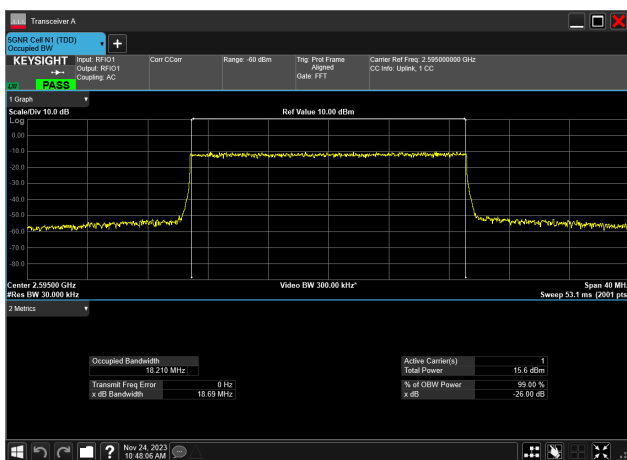 Transceiver A
5GNR Cell N1 (TDD)
Occupied BW
KEYSIGHT
LXI
PASS
Input: RFIO1
Output: RFIO1
Coupling: AC
Corr CCorr
Range: -60 dBm
Trig: Prot Frame
Aligned
Gate: FFT
Carrier Ref Freq: 2.595000000 GHz
CC Info: Uplink, 1 CC
1 Graph
Scale/Div 10.0 dB
Ref Value 10.00 dBm
Log
0.00
-10.0
-20.0
-30.0
-40.0
-50.0
-60.0
-70.0
-80.0
Center 2.59500 GHz
Video BW 300.00 kHz*
Span 40 MH
#Res BW 30.000 kHz
Sweep 53.1 ms (2001 pts
2 Metrics
Occupied Bandwidth
18.210 MHz
Active Carrier(s) 1
Total Power 15.6 dBm
Transmit Freq Error 0 Hz
x dB Bandwidth 18.69 MHz
% of OBW Power 99.00 %
x dB -26.00 dB
?
Nov 24, 2023
10:48:06 AM